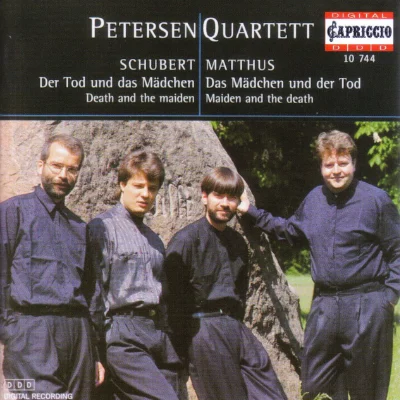 PETERSEN QUARTETT
DIGITAL
CAPRICCIO
D D D
10 744
SCHUBERT
Der Tod und das Mädchen
Death and the maiden
MATTHUS
Das Mädchen und der Tod
Maiden and the death
DDD
DIGITAL RECORDING